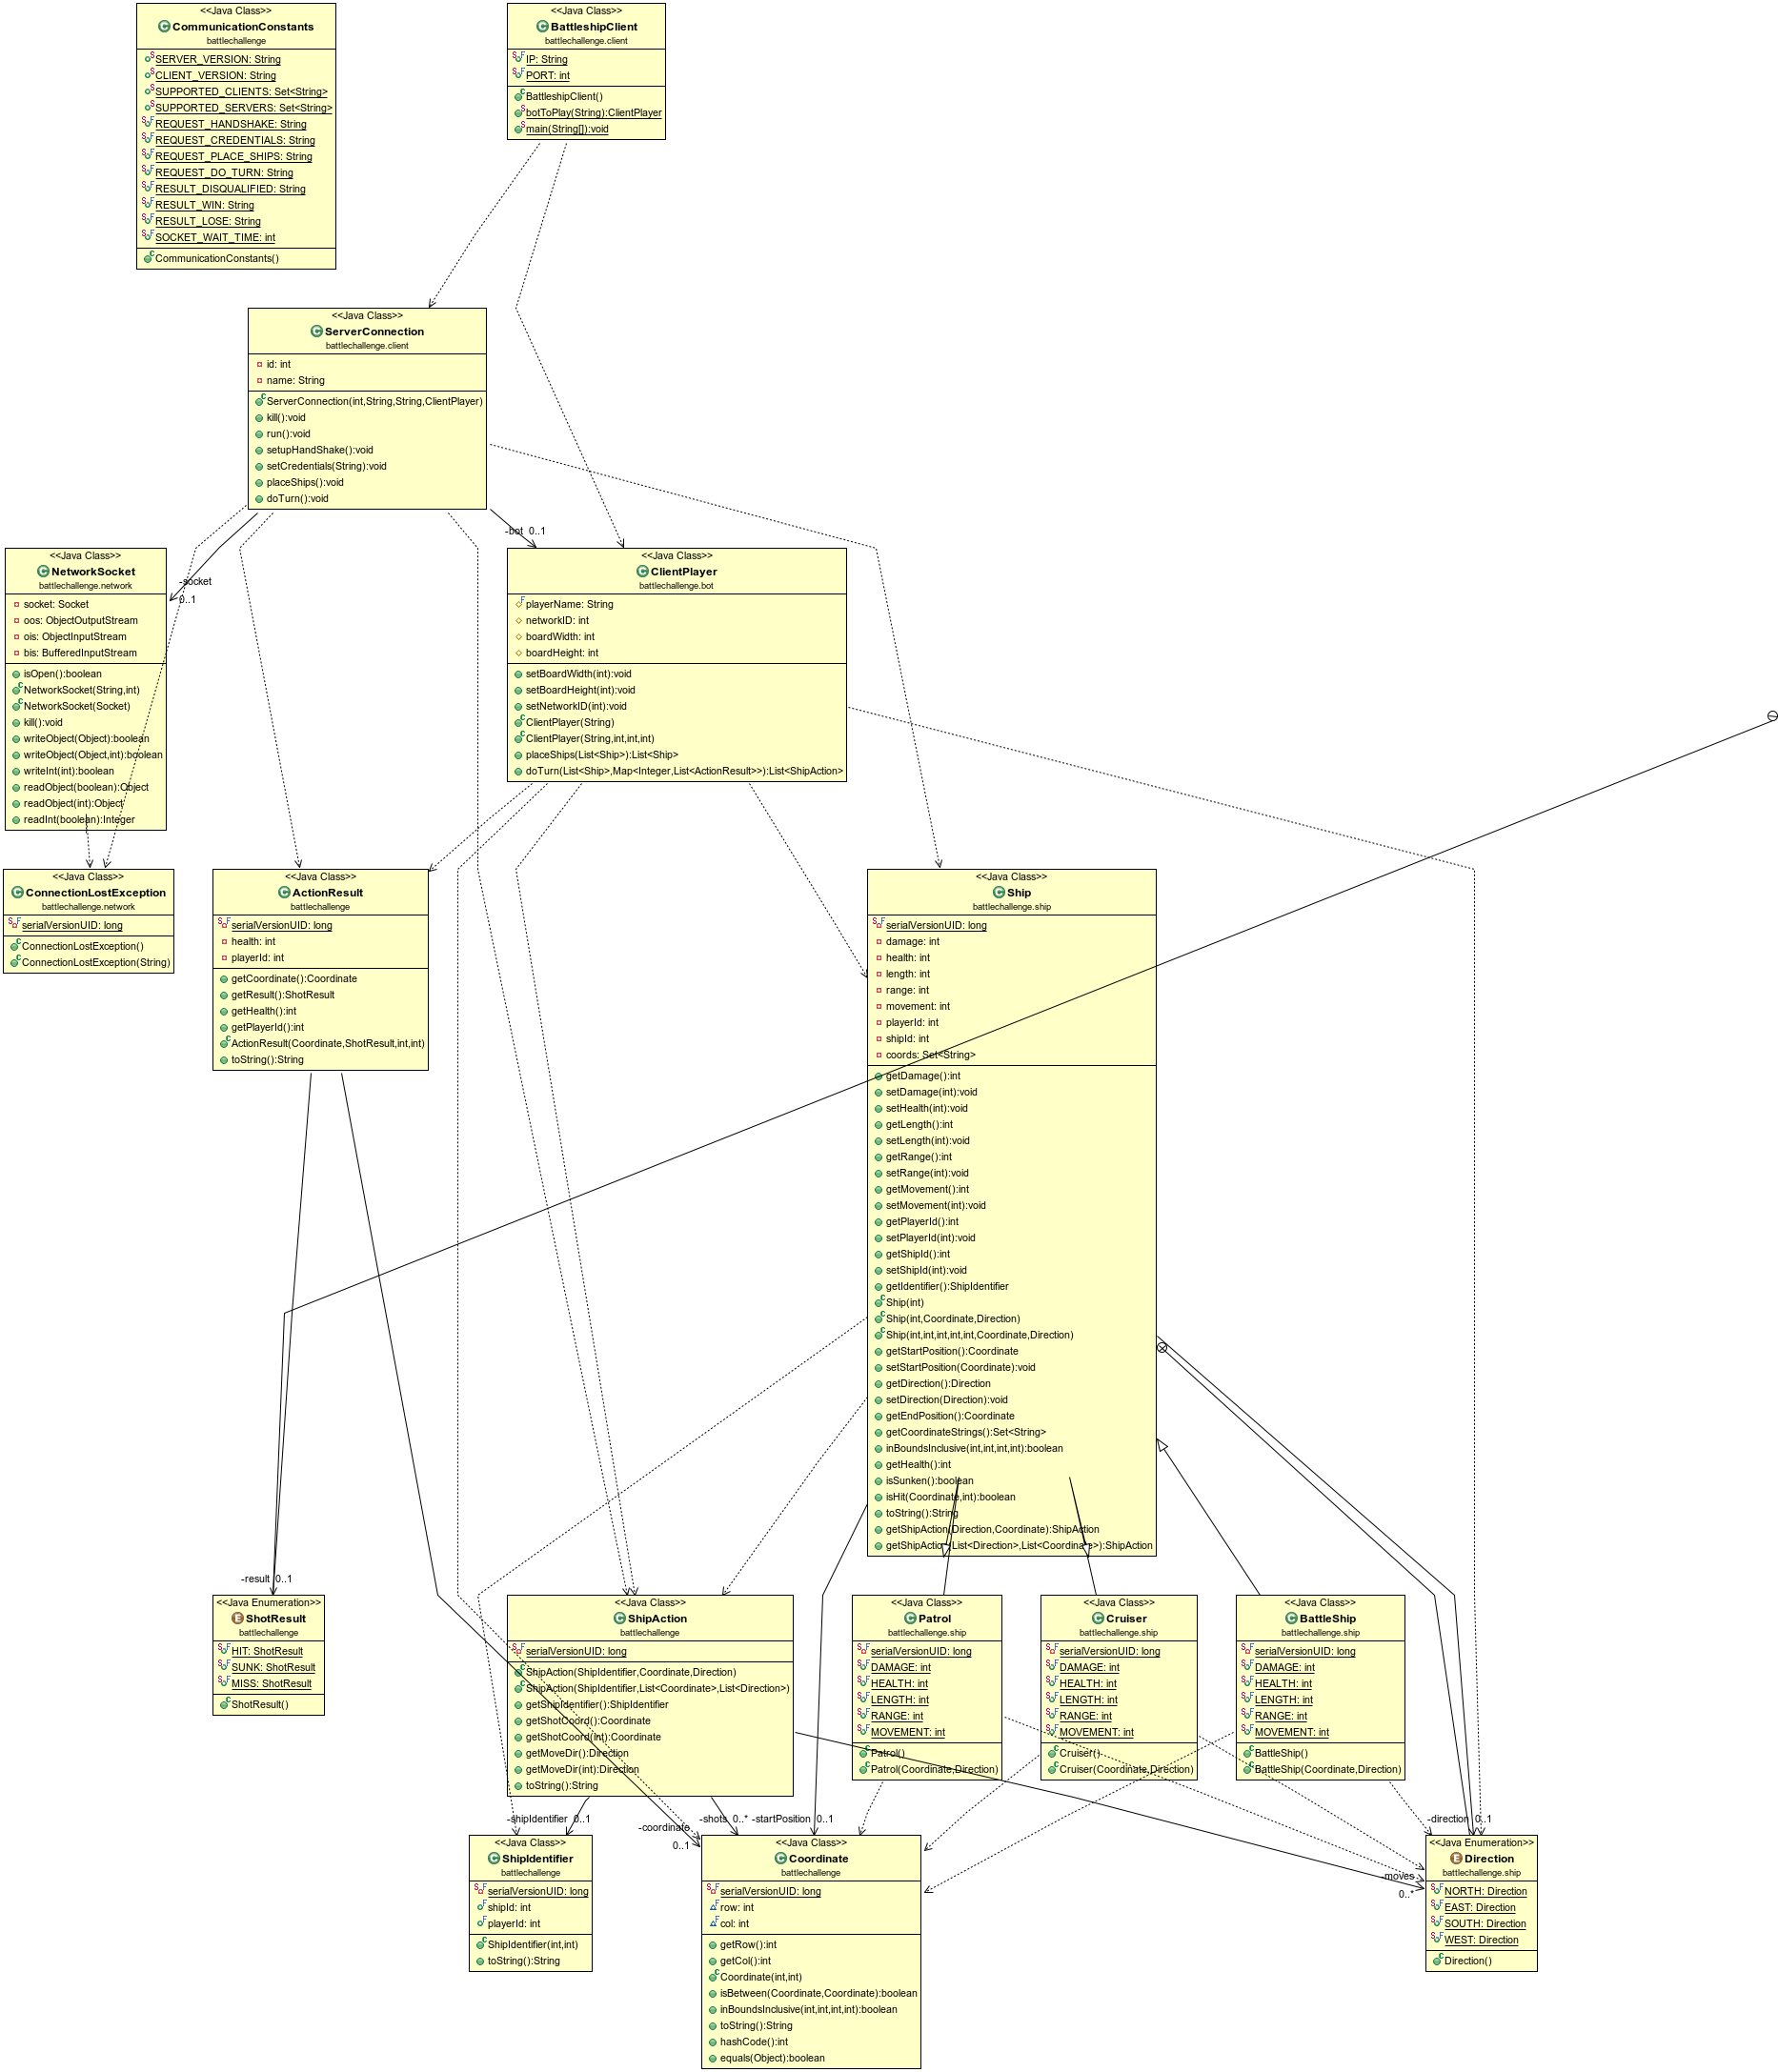 <<Java Class>>
CommunicationConstants
battlechallenge
SERVER_VERSION: String
CLIENT_VERSION: String
SUPPORTED_CLIENTS: Set<String>
SUPPORTED_SERVERS: Set<String>
REQUEST_HANDSHAKE: String
REQUEST_CREDENTIALS: String
REQUEST_PLACE_SHIPS: String
REQUEST_DO_TURN: String
RESULT_DISQUALIFIED: String
RESULT_WIN: String
RESULT_LOSE: String
SOCKET_WAIT_TIME: int
CommunicationConstants()
<<Java Class>>
BattleshipClient
battlechallenge.client
IP: String
PORT: int
BattleshipClient()
botToPlay(String):ClientPlayer
main(String[]):void
<<Java Class>>
ServerConnection
battlechallenge.client
id: int
name: String
ServerConnection(int,String,String,ClientPlayer)
kill():void
run():void
setupHandShake():void
setCredentials(String):void
placeShips():void
doTurn():void
-bot 0..1
-socket
0..1
<<Java Class>>
NetworkSocket
battlechallenge.network
socket: Socket
oos: ObjectOutputStream
ois: ObjectInputStream
bis: BufferedInputStream
isOpen():boolean
NetworkSocket(String,int)
NetworkSocket(Socket)
kill():void
writeObject(Object):boolean
writeObject(Object,int):boolean
writeInt(int):boolean
readObject(boolean):Object
readObject(int):Object
readInt(boolean):Integer
<<Java Class>>
ClientPlayer
battlechallenge.bot
playerName: String
networkID: int
boardWidth: int
boardHeight: int
setBoardWidth(int):void
setBoardHeight(int):void
setNetworkID(int):void
ClientPlayer(String)
ClientPlayer(String,int,int,int)
placeShips(List<Ship>):List<Ship>
doTurn(List<Ship>,Map<Integer,List<ActionResult>>):List<ShipAction>
<<Java Class>>
ConnectionLostException
battlechallenge.network
serialVersionUID: long
ConnectionLostException()
ConnectionLostException(String)
<<Java Class>>
ActionResult
battlechallenge
serialVersionUID: long
health: int
playerId: int
getCoordinate():Coordinate
getResult():ShotResult
getHealth():int
getPlayerId():int
ActionResult(Coordinate,ShotResult,int,int)
toString():String
<<Java Class>>
Ship
battlechallenge.ship
serialVersionUID: long
damage: int
health: int
length: int
range: int
movement: int
playerId: int
shipId: int
coords: Set<String>
getDamage():int
setDamage(int):void
setHealth(int):void
getLength():int
setLength(int):void
getRange():int
setRange(int):void
getMovement():int
setMovement(int):void
getPlayerId():int
setPlayerId(int):void
getShipId():int
setShipId(int):void
getIdentifier():ShipIdentifier
Ship(int)
Ship(int,Coordinate,Direction)
Ship(int,int,int,int,int,Coordinate,Direction)
getStartPosition():Coordinate
setStartPosition(Coordinate):void
getDirection():Direction
setDirection(Direction):void
getEndPosition():Coordinate
getCoordinateStrings():Set<String>
inBoundsInclusive(int,int,int,int):boolean
getHealth():int
isSunken():boolean
isHit(Coordinate,int):boolean
toString():String
getShipAction(Direction,Coordinate):ShipAction
getShipAction(List<Direction>,List<Coordinate>):ShipAction
-result 0..1
<<Java Enumeration>>
ShotResult
battlechallenge
HIT: ShotResult
SUNK: ShotResult
MISS: ShotResult
ShotResult()
<<Java Class>>
ShipAction
battlechallenge
serialVersionUID: long
ShipAction(ShipIdentifier,Coordinate,Direction)
ShipAction(ShipIdentifier,List<Coordinate>,List<Direction>)
getShipIdentifier():ShipIdentifier
getShotCoord():Coordinate
getShotCoord(int):Coordinate
getMoveDir():Direction
getMoveDir(int):Direction
toString():String
<<Java Class>>
Patrol
battlechallenge.ship
serialVersionUID: long
DAMAGE: int
HEALTH: int
LENGTH: int
RANGE: int
MOVEMENT: int
Patrol()
Patrol(Coordinate,Direction)
<<Java Class>>
Cruiser
battlechallenge.ship
serialVersionUID: long
DAMAGE: int
HEALTH: int
LENGTH: int
RANGE: int
MOVEMENT: int
Cruiser()
Cruiser(Coordinate,Direction)
<<Java Class>>
BattleShip
battlechallenge.ship
serialVersionUID: long
DAMAGE: int
HEALTH: int
LENGTH: int
RANGE: int
MOVEMENT: int
BattleShip()
BattleShip(Coordinate,Direction)
-shipIdentifier 0..1
-coordinate
0..1
-shots 0..*
-startPosition 0..1
-direction 0..1
-moves
0..*
<<Java Class>>
ShipIdentifier
battlechallenge
serialVersionUID: long
shipId: int
playerId: int
ShipIdentifier(int,int)
toString():String
<<Java Class>>
Coordinate
battlechallenge
serialVersionUID: long
row: int
col: int
getRow():int
getCol():int
Coordinate(int,int)
isBetween(Coordinate,Coordinate):boolean
inBoundsInclusive(int,int,int,int):boolean
toString():String
hashCode():int
equals(Object):boolean
<<Java Enumeration>>
Direction
battlechallenge.ship
NORTH: Direction
EAST: Direction
SOUTH: Direction
WEST: Direction
Direction()